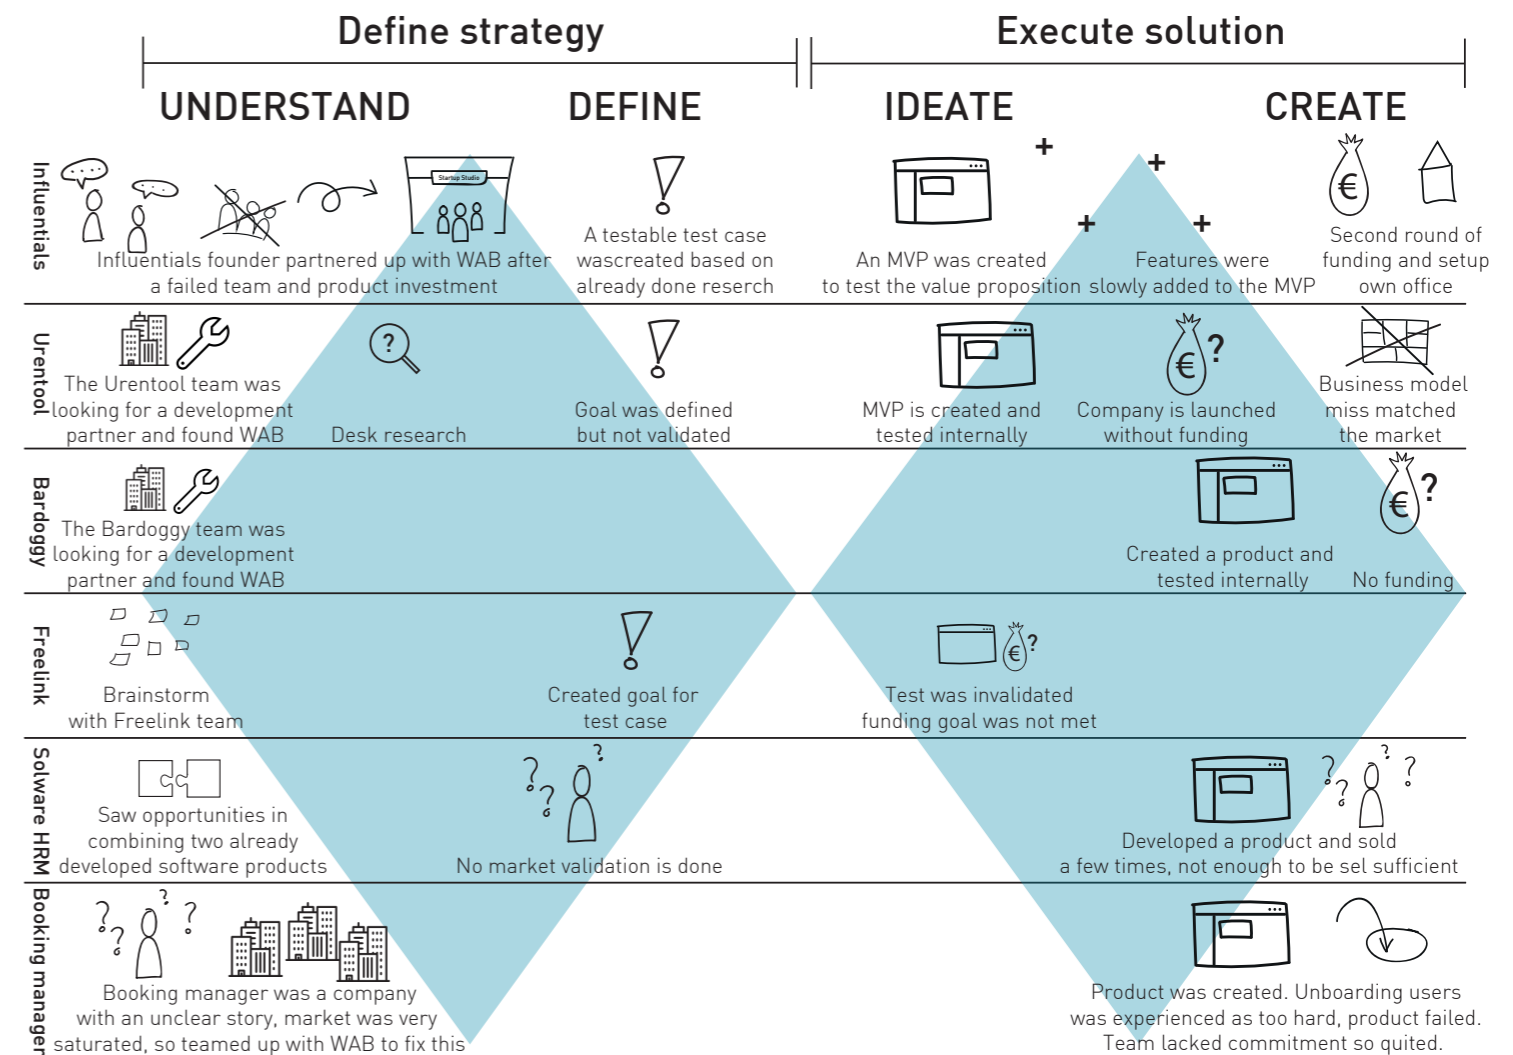 Define strategy
Execute solution
UNDERSTAND
DEFINE
IDEATE
CREATE
Influentials
Startup Studio
Influentials founder partnered up with WAB after
a failed team and product investment
A testable test case
wascreated based on
already done reserch
An MVP was created
to test the value proposition
+
+
+
+
Features were
slowly added to the MVP
€
Second round of
funding and setup
own office
Urentool
The Urentool team was
looking for a development
partner and found WAB
?
Desk research
Goal was defined
but not validated
MVP is created and
tested internally
€ ?
Company is launched
without funding
Business model
miss matched
the market
Bardoggy
The Bardoggy team was
looking for a development
partner and found WAB
Created a product and
tested internally
€ ?
No funding
Freelink
Brainstorm
with Freelink team
Created goal for
test case
€ ?
Test was invalidated
funding goal was not met
Solware HRM
Saw opportunities in
combining two already
developed software products
? ? ?
No market validation is done
? ? ? ?
Developed a product and sold
a few times, not enough to be sel sufficient
Booking manager
? ? ? ?
Booking manager was a company
with an unclear story, market was very
saturated, so teamed up with WAB to fix this
Product was created. Unboarding users
was experienced as too hard, product failed.
Team lacked commitment so quited.